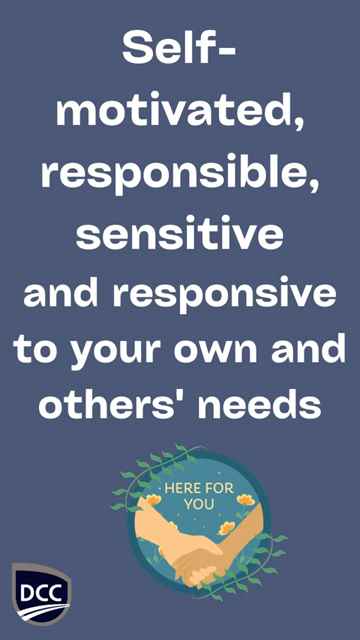 Self-
motivated,
responsible,
sensitive
and responsive
to your own and
others' needs
HERE FOR
YOU
DCC